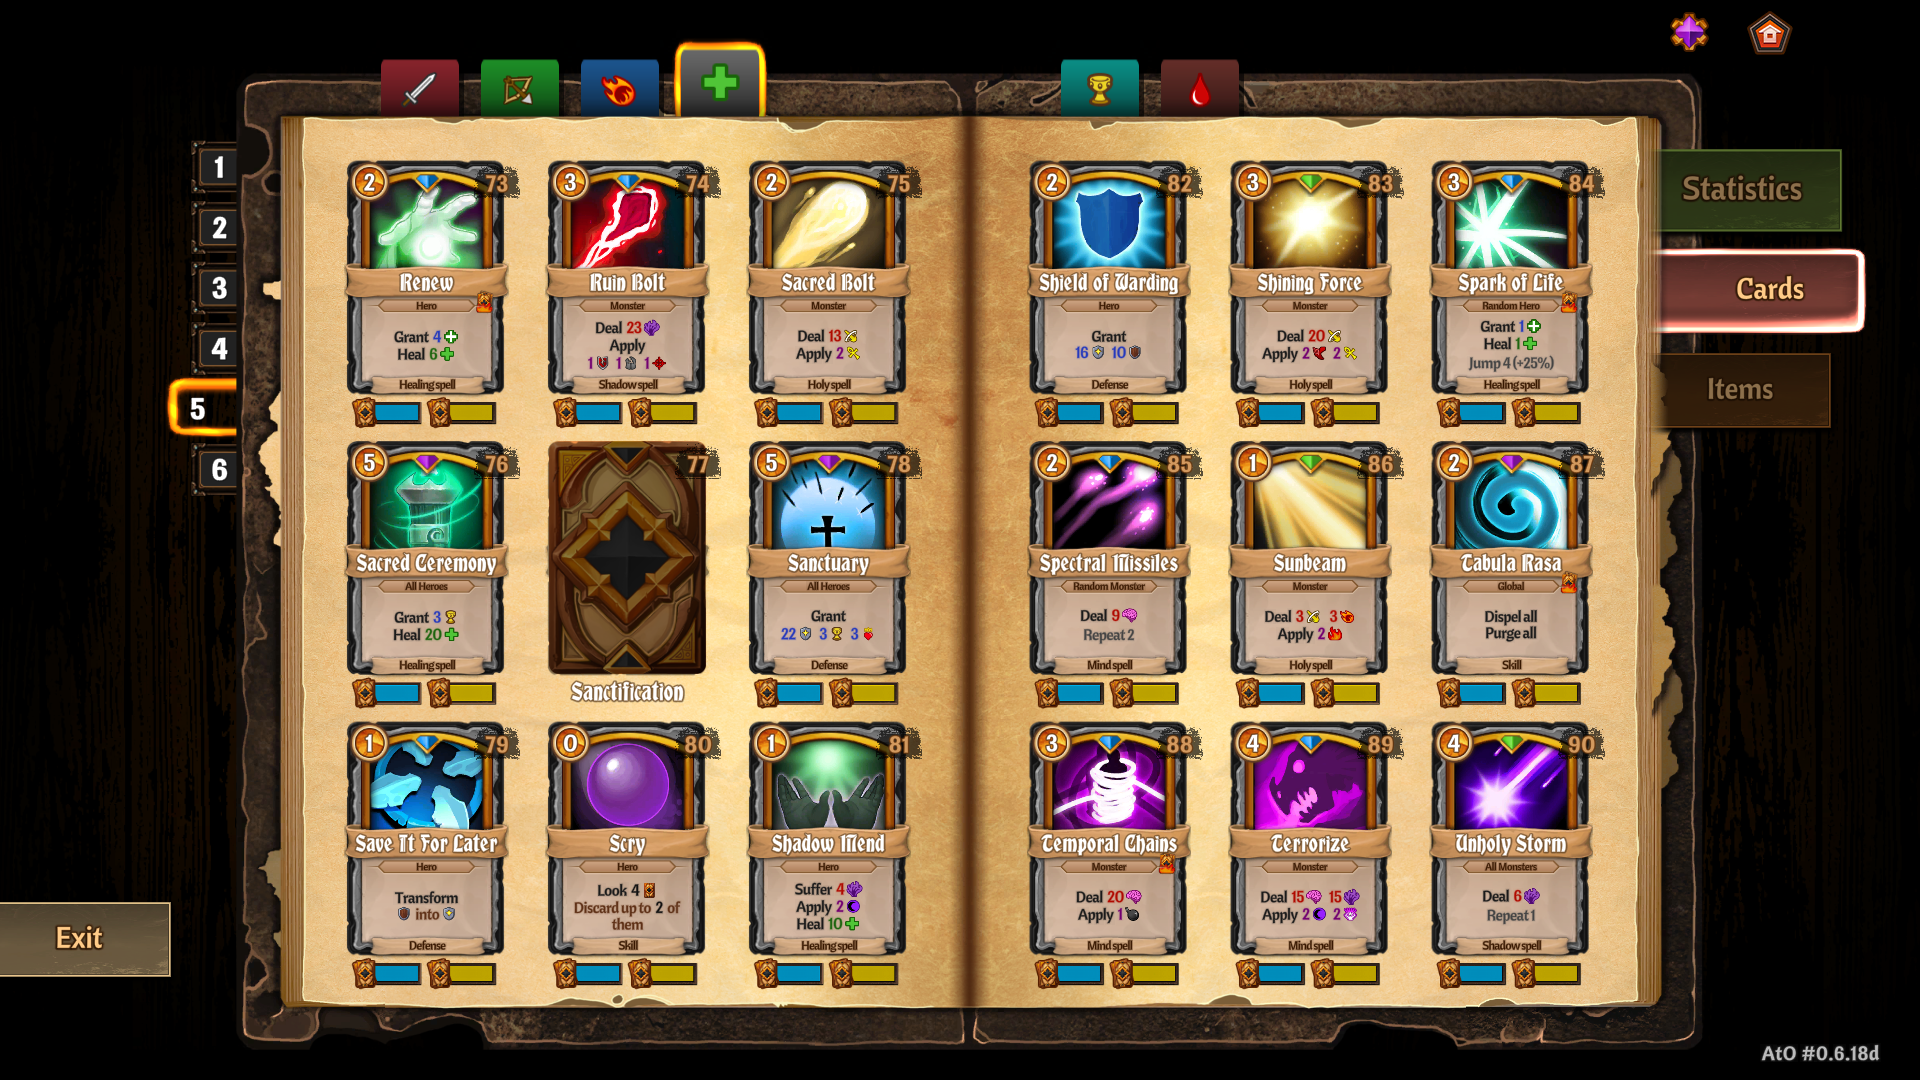 1
2
3
4
5
6
Statistics
Cards
Items
Exit
2
73
Renew
Hero
Grant 4
Heal 6
Healing spell
3
74
Ruin Bolt
Monster
Deal 23
Apply
1 1 1
Shadow spell
2
75
Sacred Bolt
Monster
Deal 13
Apply 2
Holy spell
5
76
Sacred Ceremony
All Heroes
Grant 3
Heal 20
Healing spell
77
Sanctification
5
78
Sanctuary
All Heroes
Grant
22 3 3
Defense
1
79
Save It For Later
Hero
Transform
into
Defense
0
80
Scry
Hero
Look 4
Discard up to 2 of
them
Skill
1
81
Shadow Mend
Hero
Suffer 4
Apply 2
Heal 10
Healing spell
2
82
Shield of Warding
Hero
Grant
16 10
Defense
3
83
Shining Force
Monster
Deal 20
Apply 2 2
Holy spell
3
84
Spark of Life
Random Hero
Grant 1
Heal 1
Jump 4 (+25%)
Healing spell
2
85
Spectral Missiles
Random Monster
Deal 9
Repeat 2
Mind spell
1
86
Sunbeam
Monster
Deal 3 3
Apply 2
Holy spell
2
87
Tabula Rasa
Global
Dispel all
Purge all
Skill
3
88
Temporal Chains
Monster
Deal 20
Apply 1
Mind spell
4
89
Terrorize
Monster
Deal 15 15
Apply 2 2
Mind spell
4
90
Unholy Storm
All Monsters
Deal 6
Repeat 1
Shadow spell
AtO #0.6.18d